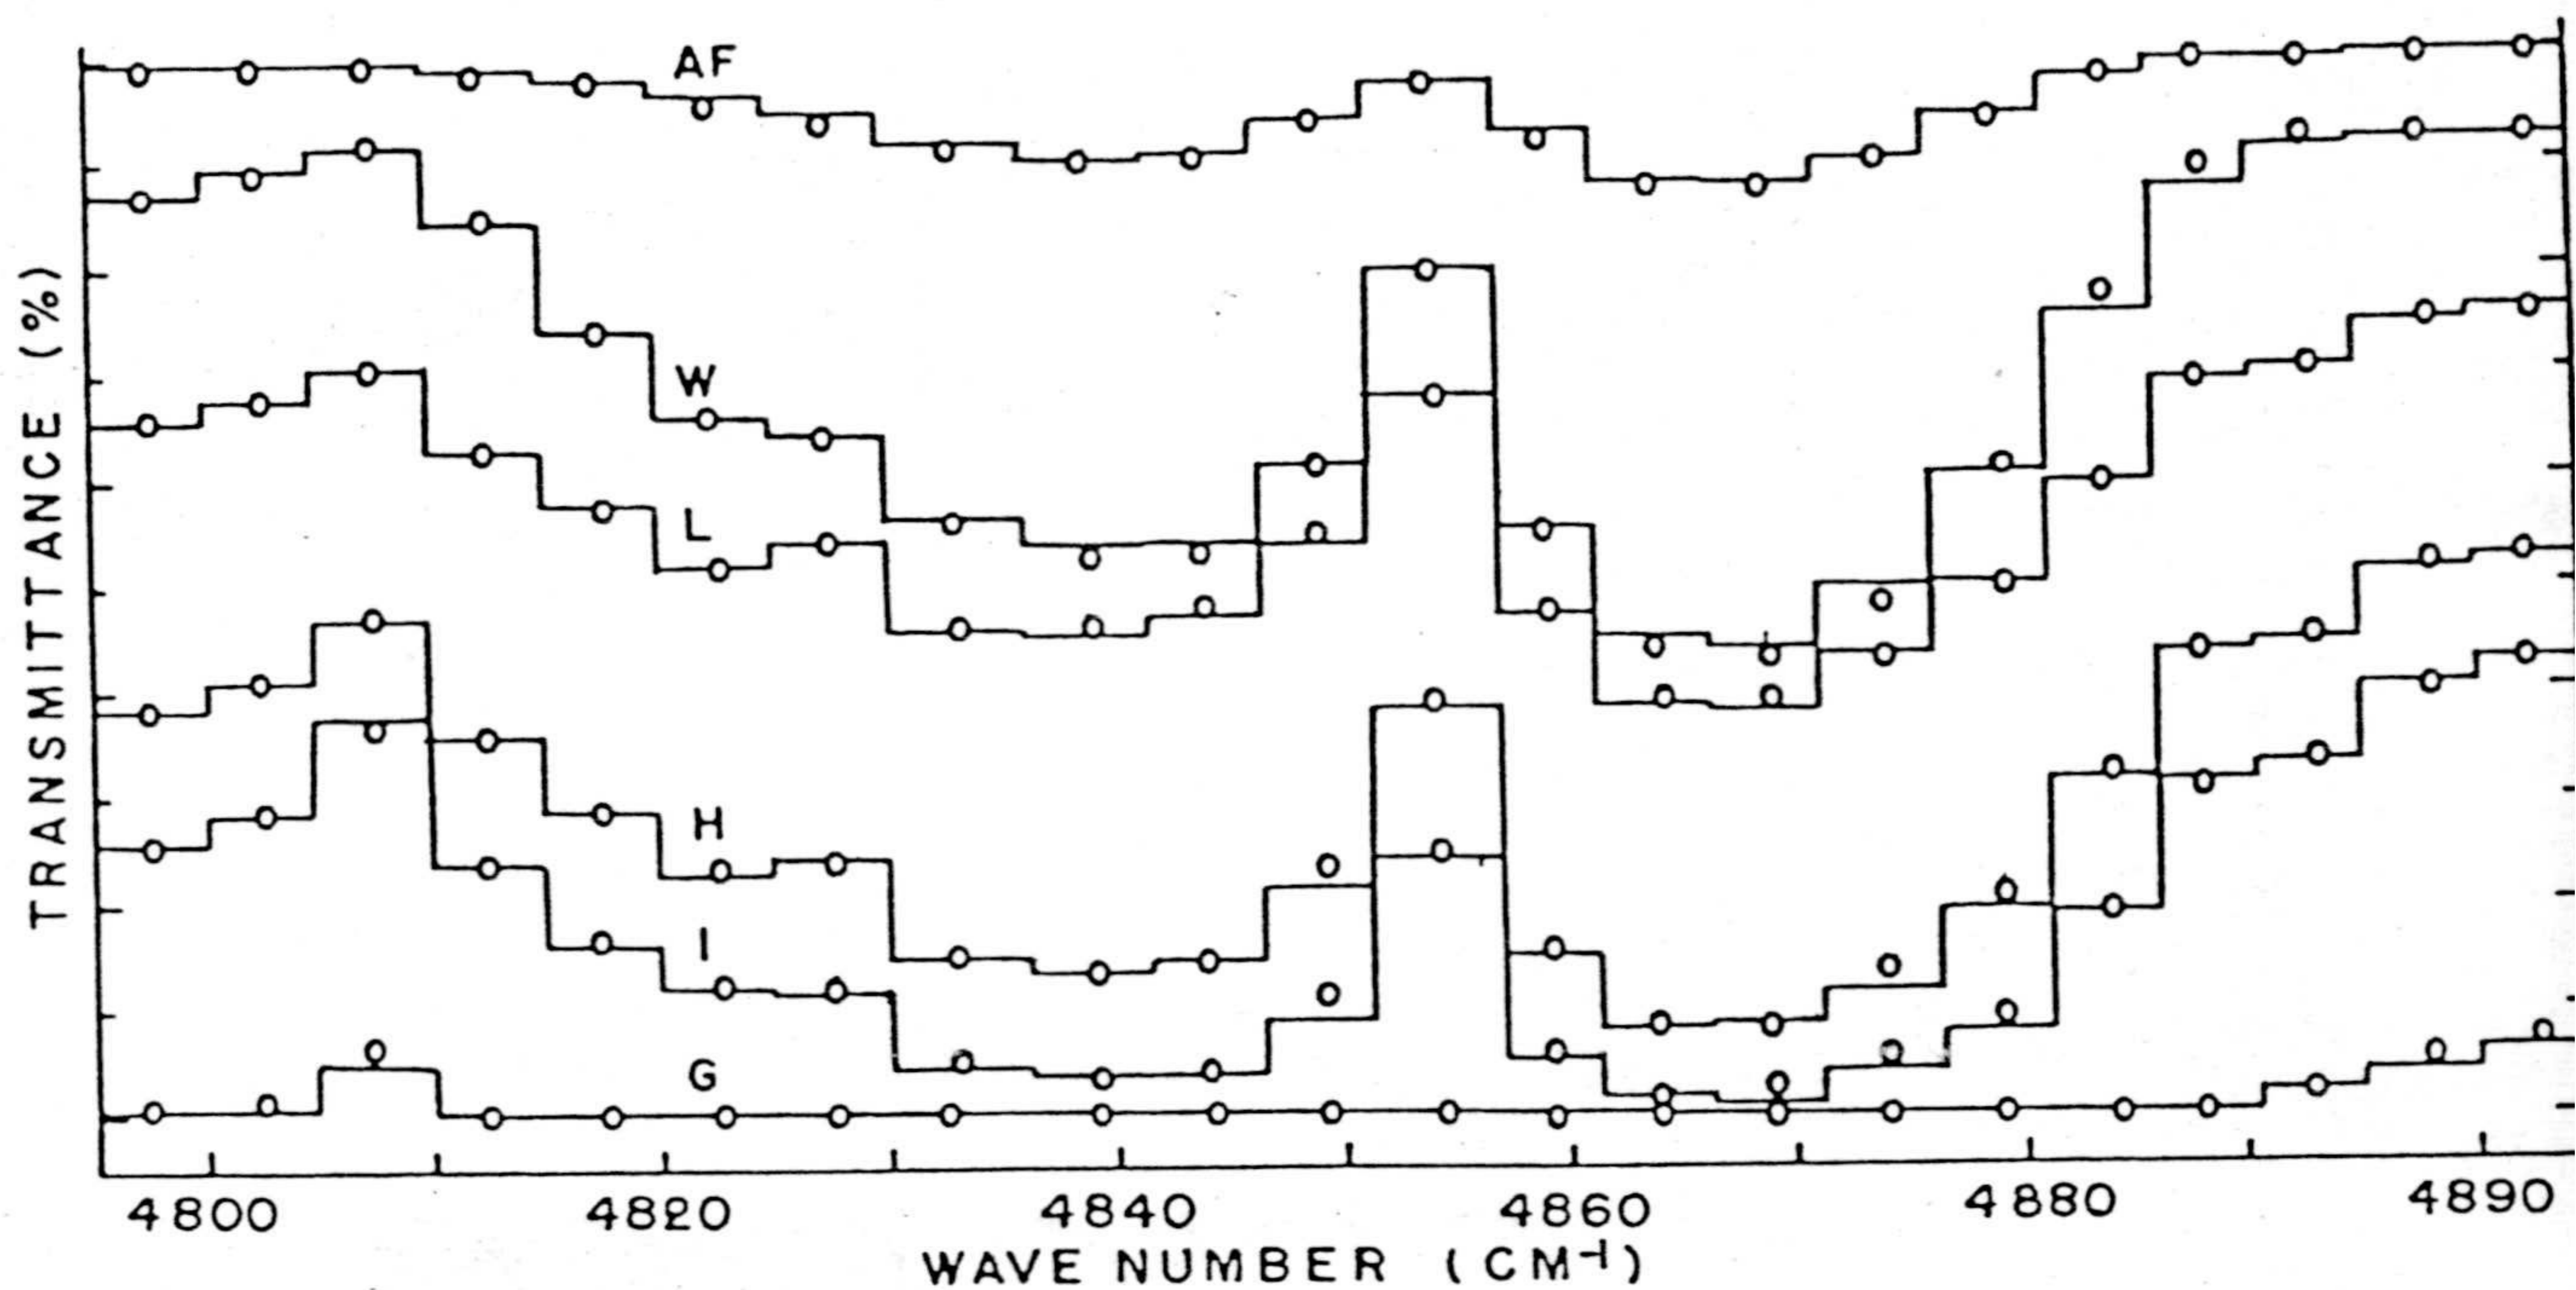 TRANSMITTANCE (%)
AF
W
L
H
I
G
4800 4820 4840 4860 4880 4890
WAVE NUMBER (CM⁻¹)